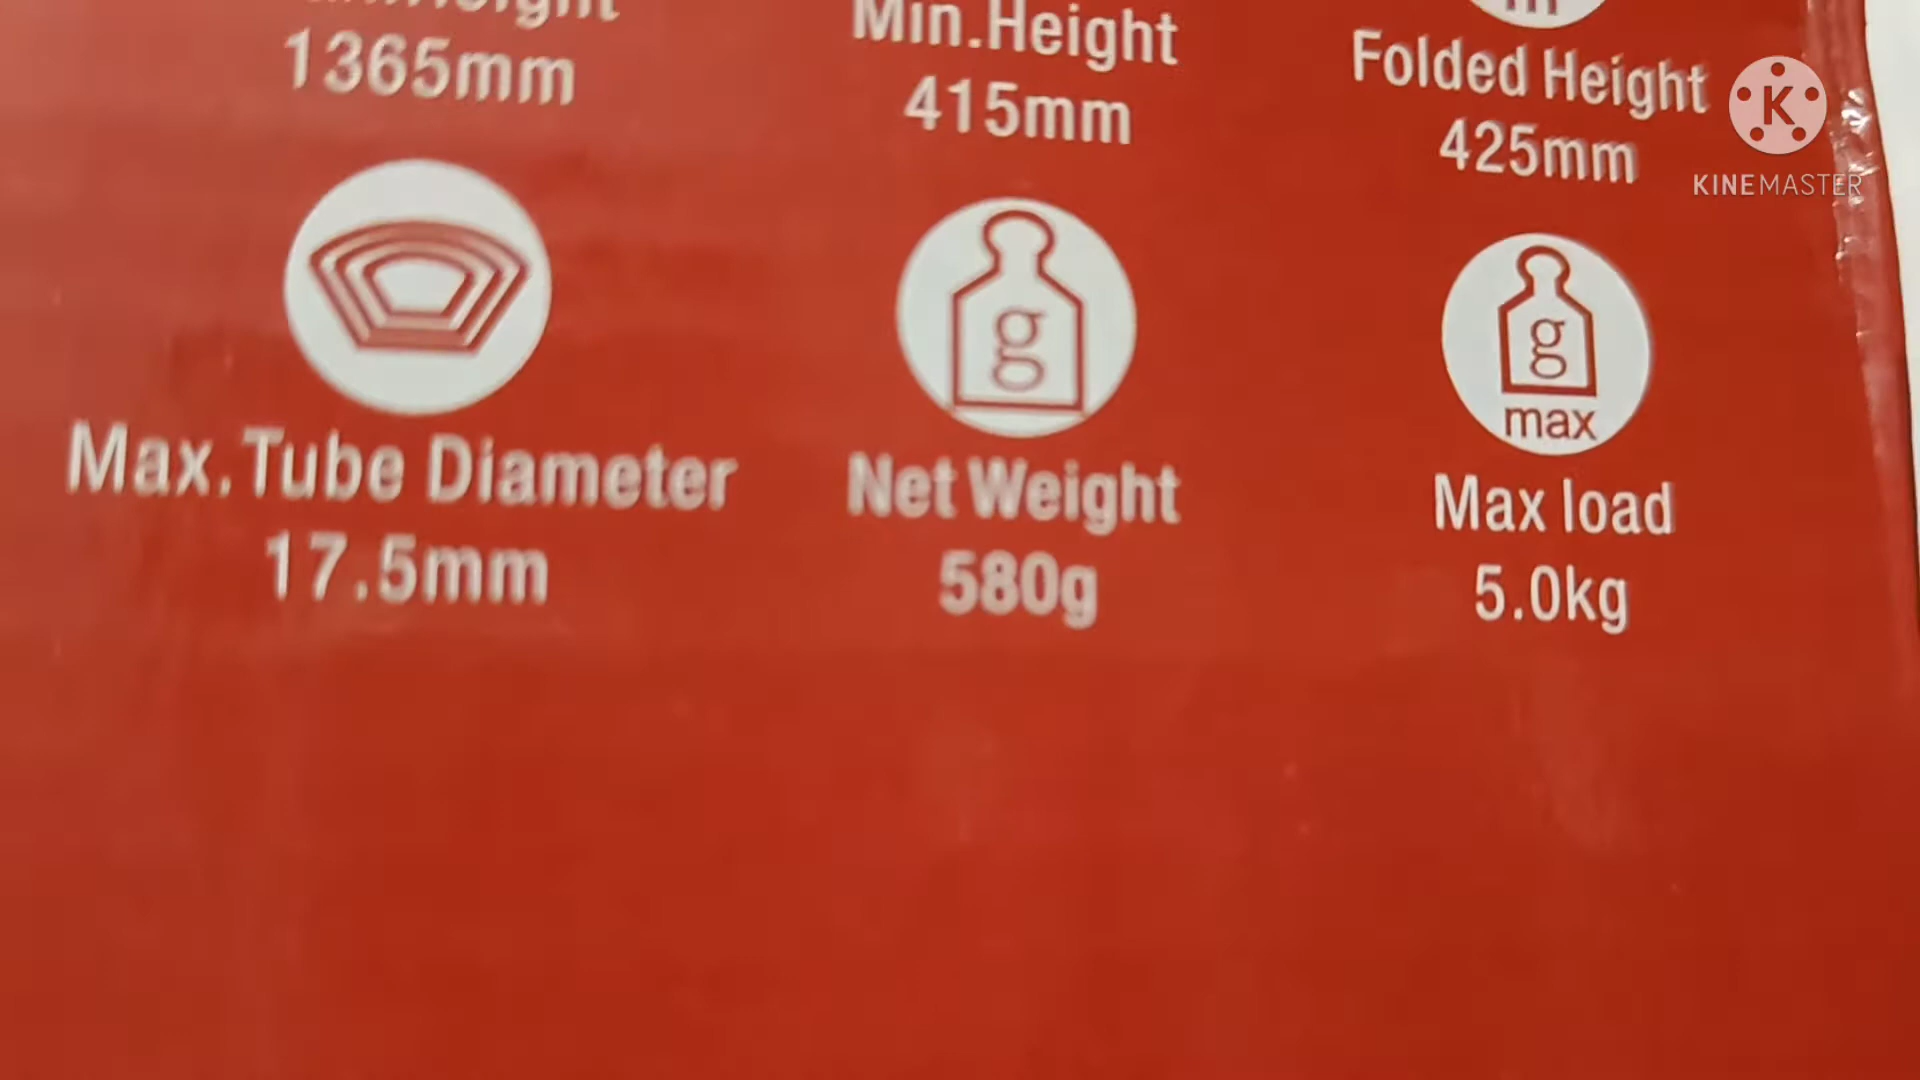 1365mm
Min.Height
415mm
Folded Height
425mm
K
KINEMASTER
g
g
max
Max.Tube Diameter
17.5mm
Net Weight
580g
Max load
5.0kg